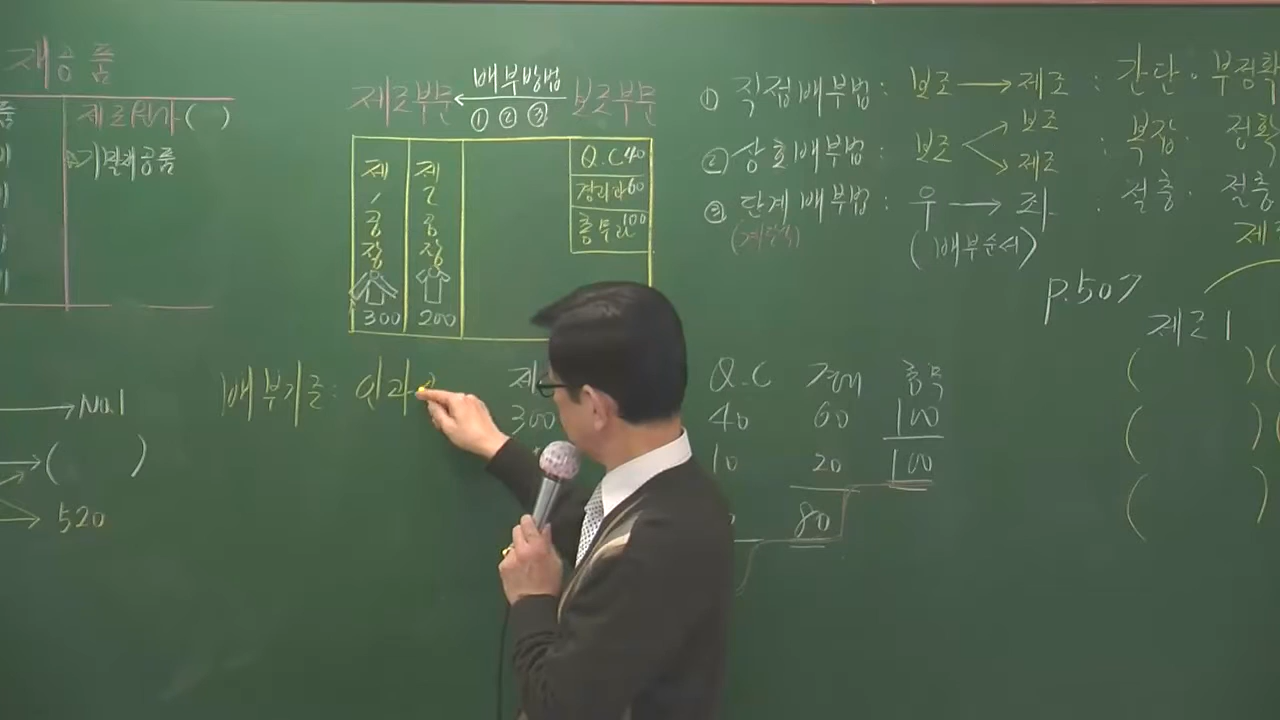 재공품
제조원가( )
기말재공품
No.1
( )
520
제조부문 배부방법 보조부문
① ② ③
제1공장
300
제2공장
200
Q.C 40
경리과 60
총무과 100
① 직접배부법 : 보조 → 제조 : 간단. 부정확
② 상호배부법 : 보조 보조 제조 : 복잡. 정확
③ 단계배부법 : 우 → 좌. : 절충. 절충
(배부순서)
p.507
제조1
( )
( )
( )
배부기준 : 인과
제 Q.C 경리 총무
300 40 60 100
10 20 100
80